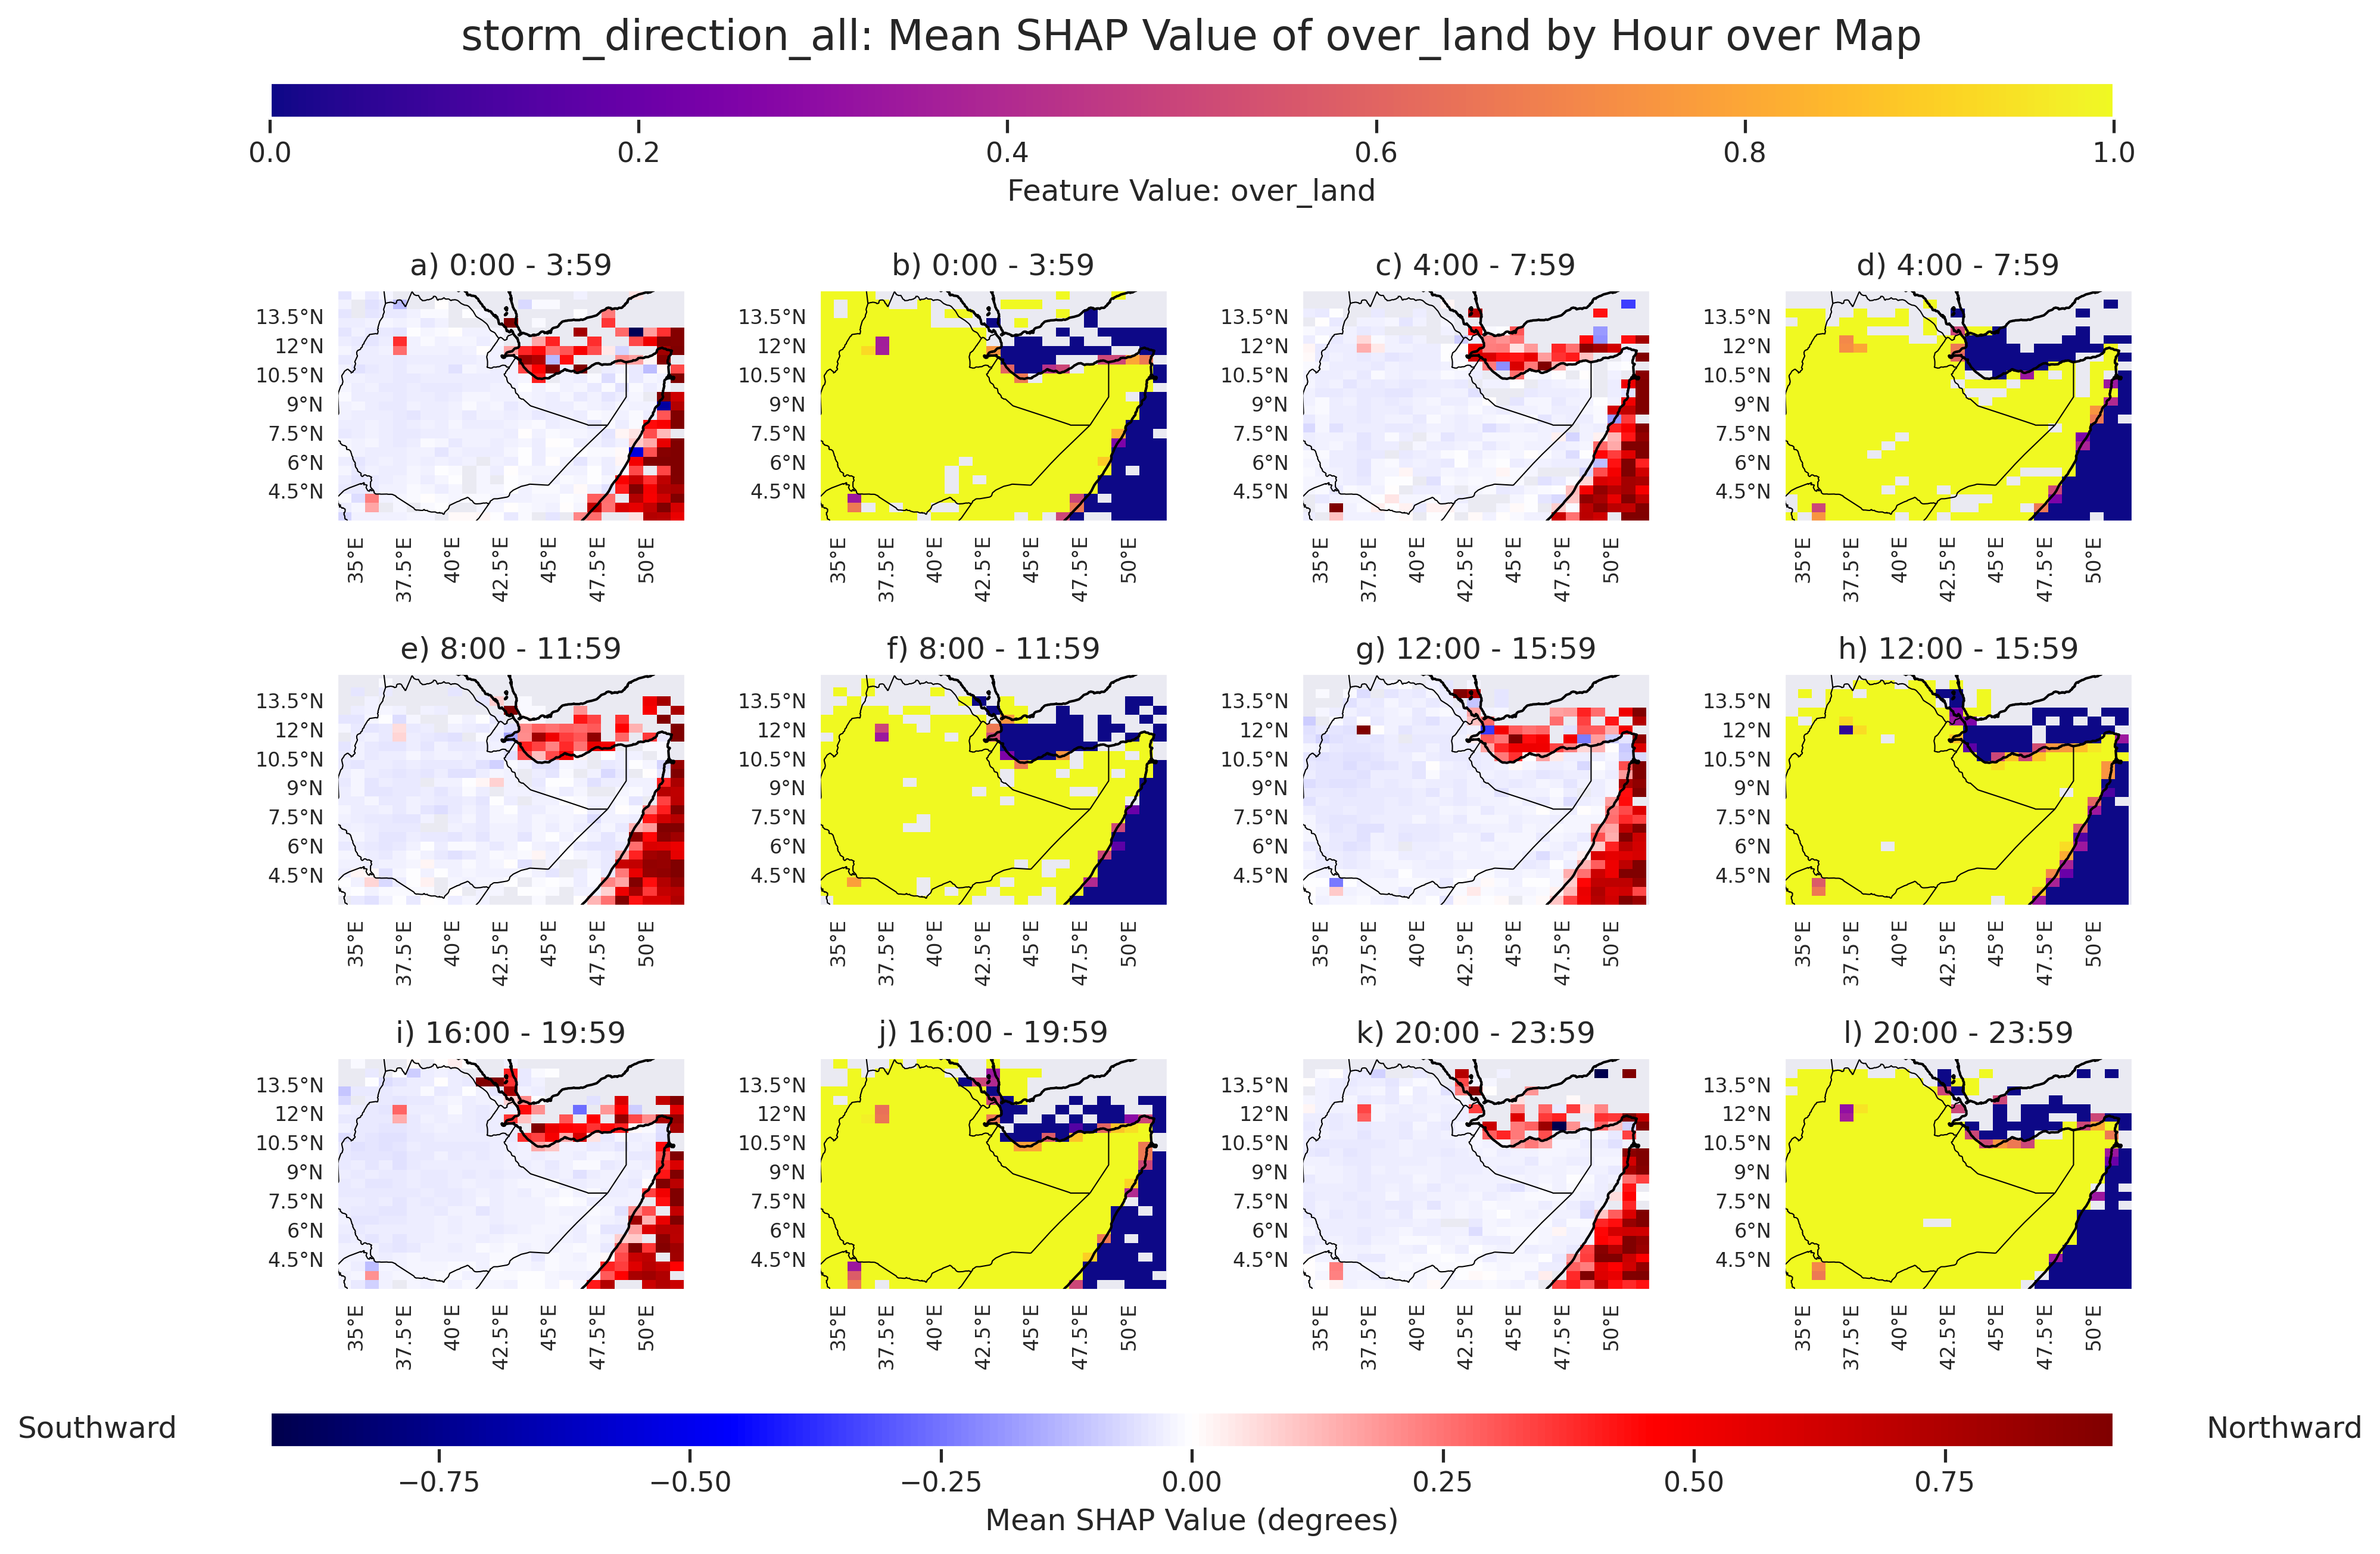 storm_direction_all: Mean SHAP Value of over_land by Hour over Map
0.0 0.2 0.4 0.6 0.8 1.0
Feature Value: over_land
a) 0:00 - 3:59 b) 0:00 - 3:59 c) 4:00 - 7:59 d) 4:00 - 7:59
13.5°N 13.5°N 13.5°N 13.5°N
12°N 12°N 12°N 12°N
10.5°N 10.5°N 10.5°N 10.5°N
9°N 9°N 9°N 9°N
7.5°N 7.5°N 7.5°N 7.5°N
6°N 6°N 6°N 6°N
4.5°N 4.5°N 4.5°N 4.5°N
35°E 37.5°E 40°E 42.5°E 45°E 47.5°E 50°E 35°E 37.5°E 40°E 42.5°E 45°E 47.5°E 50°E 35°E 37.5°E 40°E 42.5°E 45°E 47.5°E 50°E 35°E 37.5°E 40°E 42.5°E 45°E 47.5°E 50°E
e) 8:00 - 11:59 f) 8:00 - 11:59 g) 12:00 - 15:59 h) 12:00 - 15:59
13.5°N 13.5°N 13.5°N 13.5°N
12°N 12°N 12°N 12°N
10.5°N 10.5°N 10.5°N 10.5°N
9°N 9°N 9°N 9°N
7.5°N 7.5°N 7.5°N 7.5°N
6°N 6°N 6°N 6°N
4.5°N 4.5°N 4.5°N 4.5°N
35°E 37.5°E 40°E 42.5°E 45°E 47.5°E 50°E 35°E 37.5°E 40°E 42.5°E 45°E 47.5°E 50°E 35°E 37.5°E 40°E 42.5°E 45°E 47.5°E 50°E 35°E 37.5°E 40°E 42.5°E 45°E 47.5°E 50°E
i) 16:00 - 19:59 j) 16:00 - 19:59 k) 20:00 - 23:59 l) 20:00 - 23:59
13.5°N 13.5°N 13.5°N 13.5°N
12°N 12°N 12°N 12°N
10.5°N 10.5°N 10.5°N 10.5°N
9°N 9°N 9°N 9°N
7.5°N 7.5°N 7.5°N 7.5°N
6°N 6°N 6°N 6°N
4.5°N 4.5°N 4.5°N 4.5°N
35°E 37.5°E 40°E 42.5°E 45°E 47.5°E 50°E 35°E 37.5°E 40°E 42.5°E 45°E 47.5°E 50°E 35°E 37.5°E 40°E 42.5°E 45°E 47.5°E 50°E 35°E 37.5°E 40°E 42.5°E 45°E 47.5°E 50°E
Southward Northward
−0.75 −0.50 −0.25 0.00 0.25 0.50 0.75
Mean SHAP Value (degrees)